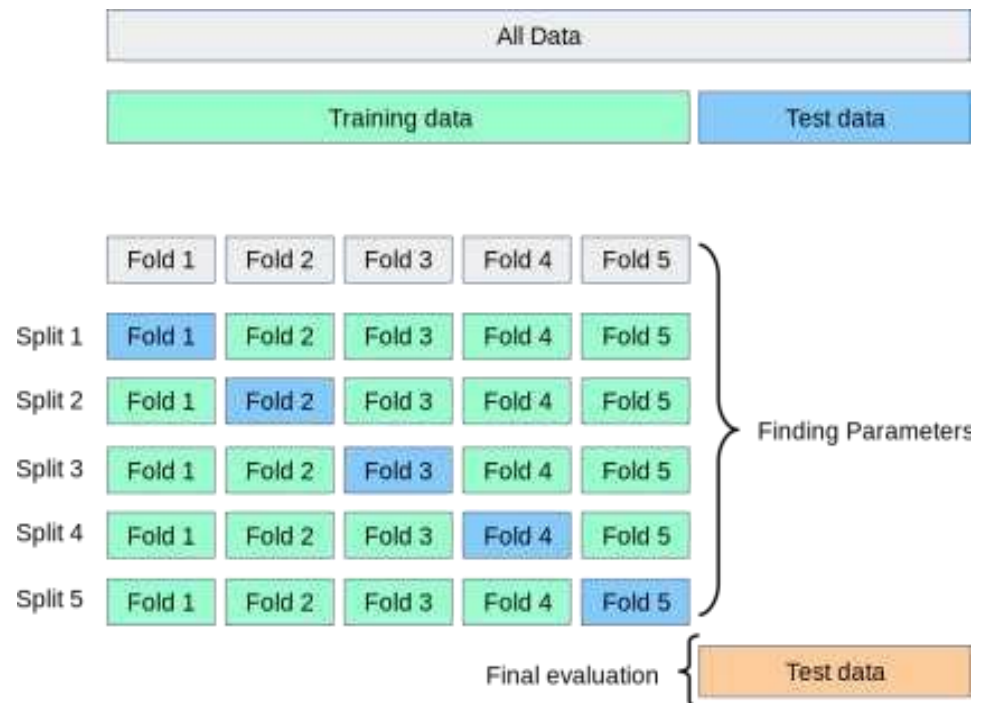 All Data
Training data Test data
Fold 1 Fold 2 Fold 3 Fold 4 Fold 5
Split 1 Fold 1 Fold 2 Fold 3 Fold 4 Fold 5
Split 2 Fold 1 Fold 2 Fold 3 Fold 4 Fold 5
Finding Parameters
Split 3 Fold 1 Fold 2 Fold 3 Fold 4 Fold 5
Split 4 Fold 1 Fold 2 Fold 3 Fold 4 Fold 5
Split 5 Fold 1 Fold 2 Fold 3 Fold 4 Fold 5
Final evaluation Test data